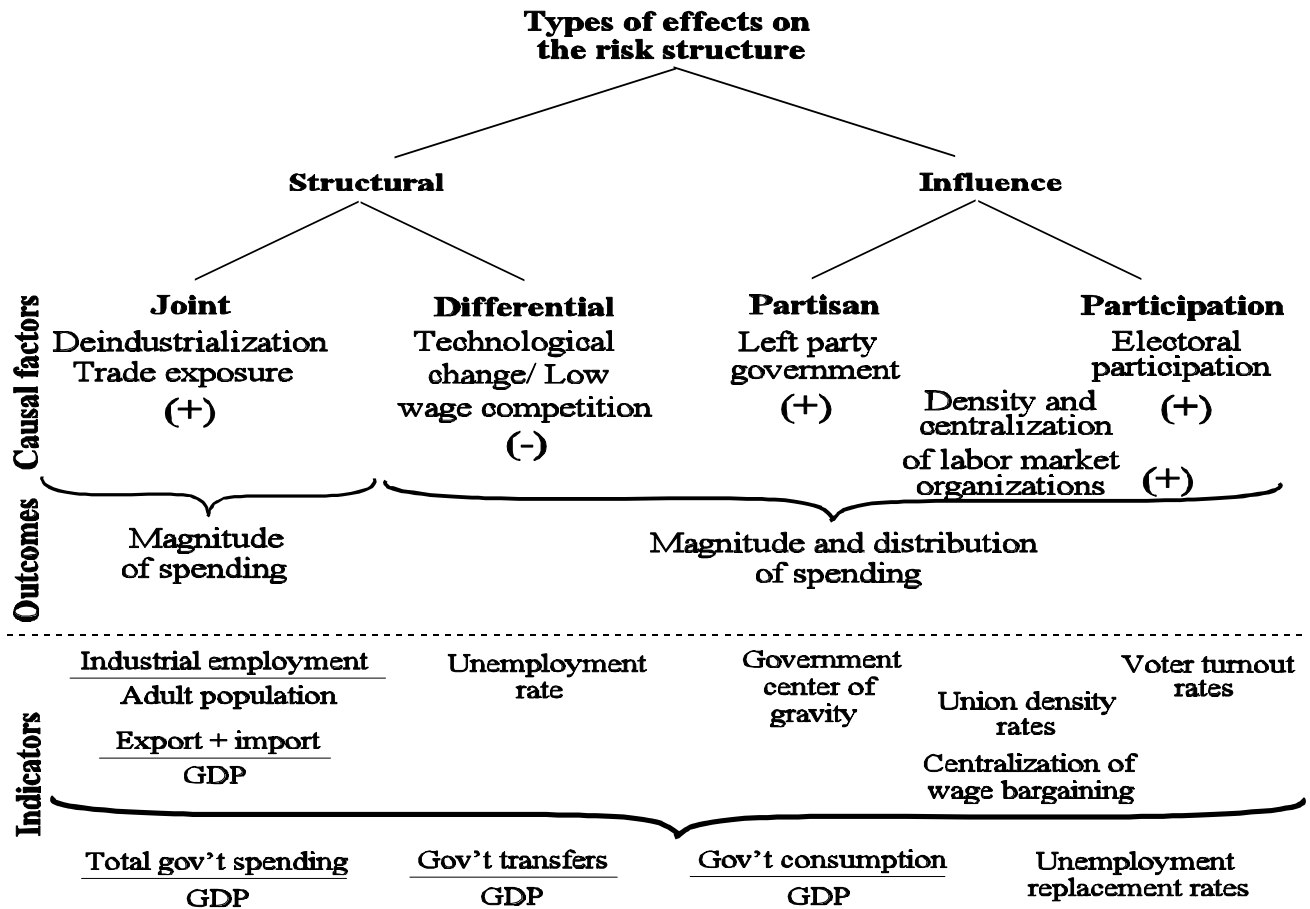 Types of effects on
the risk structure
Structural
Influence
Causal factors
Joint
Deindustrialization
Trade exposure
(+)
Differential
Technological
change/ Low
wage competition
(-)
Partisan
Left party
government
(+)
Participation
Electoral
participation
(+)
Density and
centralization
of labor market
organizations
(+)
Outcomes
Magnitude
of spending
Magnitude and distribution
of spending
Indicators
Industrial employment
Adult population
Export + import
GDP
Unemployment
rate
Government
center of
gravity
Union density
rates
Centralization of
wage bargaining
Voter turnout
rates
Total gov't spending
GDP
Gov't transfers
GDP
Gov't consumption
GDP
Unemployment
replacement rates